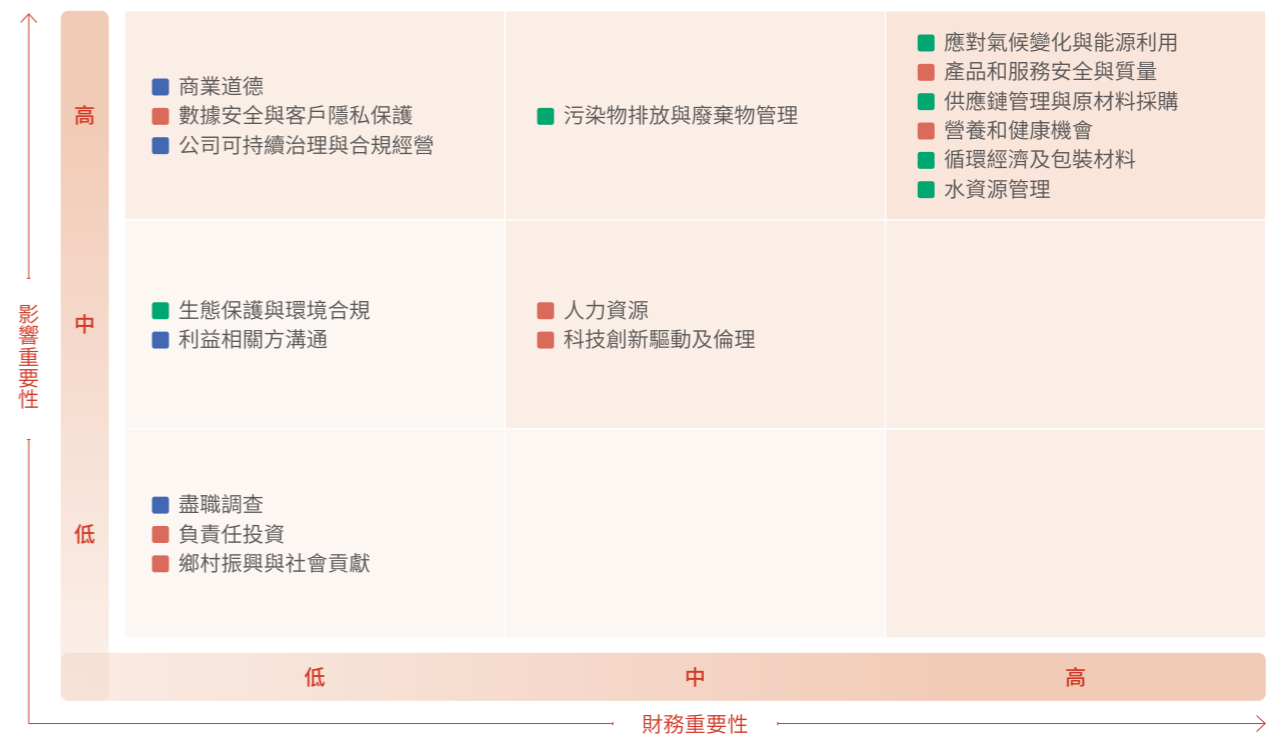 影響重要性
高
商業道德
數據安全與客戶隱私保護
公司可持續治理與合規經營
污染物排放與廢棄物管理
應對氣候變化與能源利用
產品和服務安全與質量
供應鏈管理與原材料採購
營養和健康機會
循環經濟及包裝材料
水資源管理
中
生態保護與環境合規
利益相關方溝通
人力資源
科技創新驅動及倫理
低
盡職調查
負責任投資
鄉村振興與社會貢獻
低
中
高
財務重要性